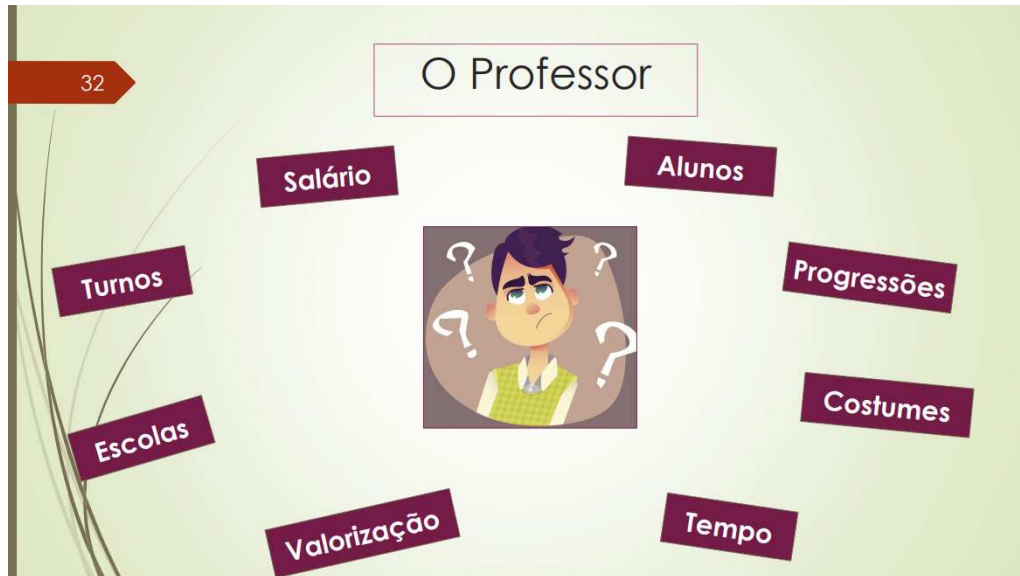 32
O Professor
Salário
Alunos
Turnos
Progressões
Escolas
Costumes
Valorização
Tempo